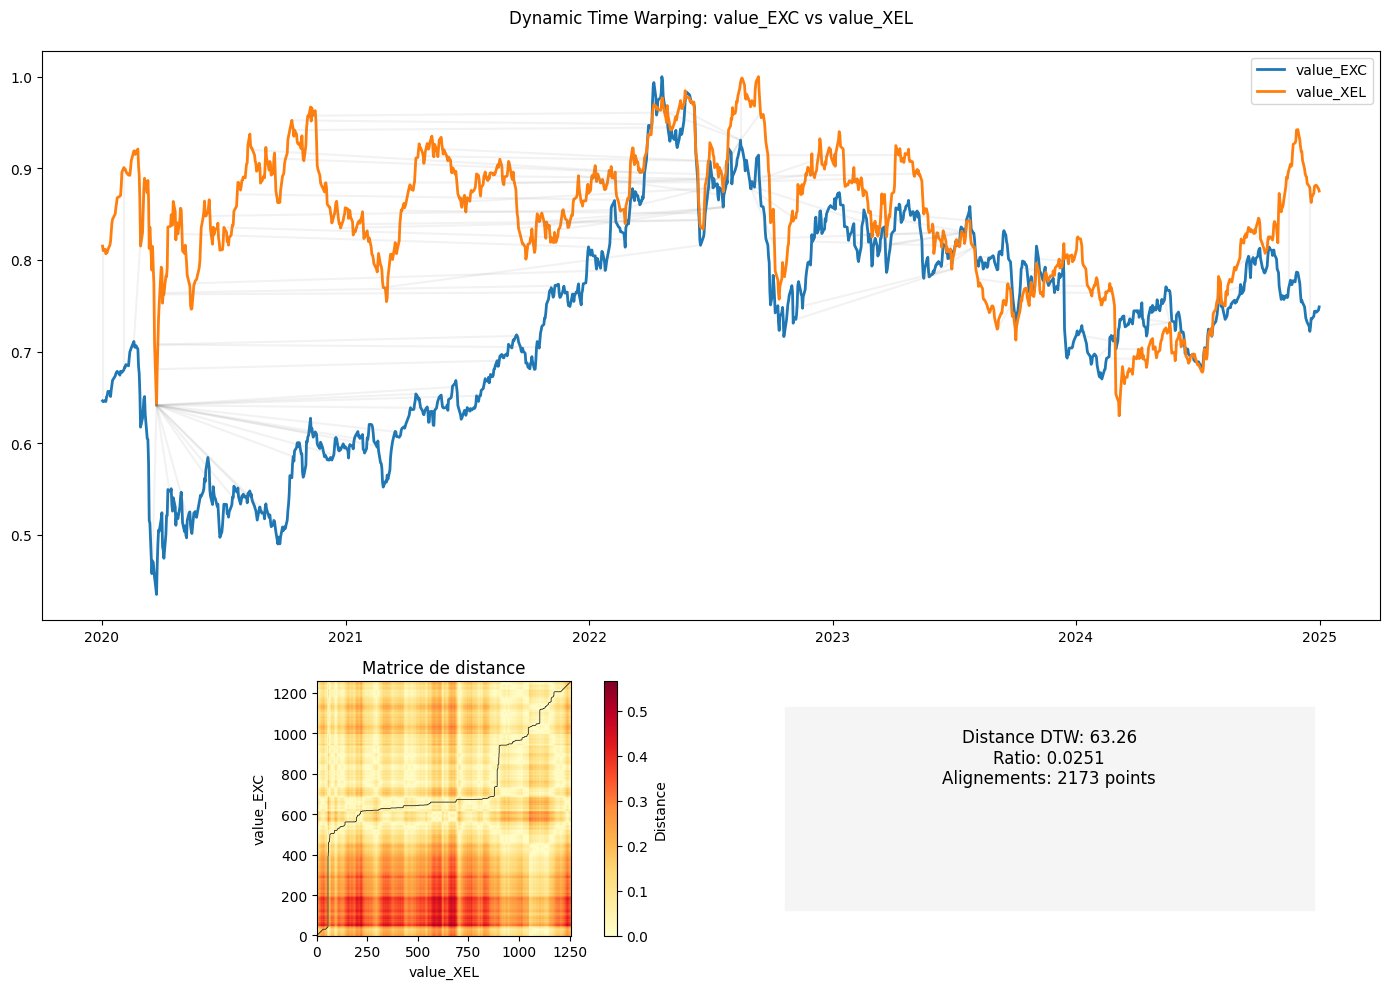 Dynamic Time Warping: value_EXC vs value_XEL
value_EXC
value_XEL
1.0
0.9
0.8
0.7
0.6
0.5
2020 2021 2022 2023 2024 2025
Matrice de distance
value_EXC
1200
1000
800
600
400
200
0
0 250 500 750 1000 1250
value_XEL
0.5
0.4
0.3
0.2
0.1
0.0
Distance
Distance DTW: 63.26
Ratio: 0.0251
Alignements: 2173 points